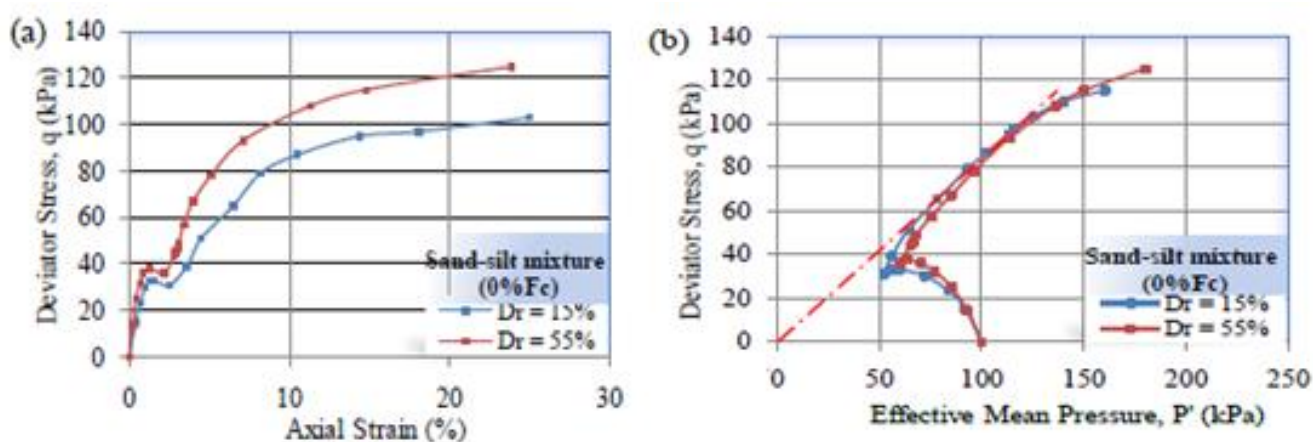 (a)
140
120
100
80
60
40
20
0
Deviator Stress, q (kPa)
Sand-silt mixture
(0%Fc)
Dr = 15%
Dr = 55%
0 10 20 30
Axial Strain (%)
(b)
140
120
100
80
60
40
20
0
Deviator Stress, q (kPa)
Sand-silt mixture
(0%Fc)
Dr = 15%
Dr = 55%
0 50 100 150 200 250
Effective Mean Pressure, P' (kPa)